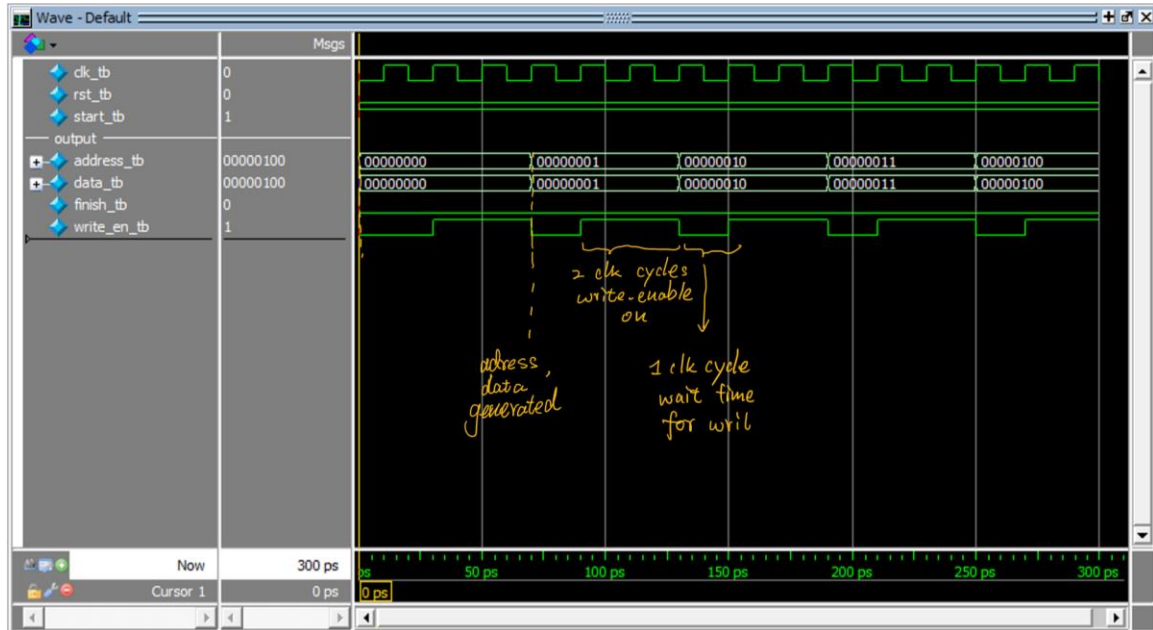 Wave - Default
Msgs
clk_tb 0
rst_tb 0
start_tb 1
output
address_tb 00000100 00000000 00000001 00000010 00000011 00000100
data_tb 00000100 00000000 00000001 00000010 00000011 00000100
finish_tb 0
write_en_tb 1
2 clk cycles
write-enable
on
adress,
data
generated
1 clk cycle
wait time
for writ
Now 300 ps
ps 50 ps 100 ps 150 ps 200 ps 250 ps 300 ps
Cursor 1 0 ps 0 ps